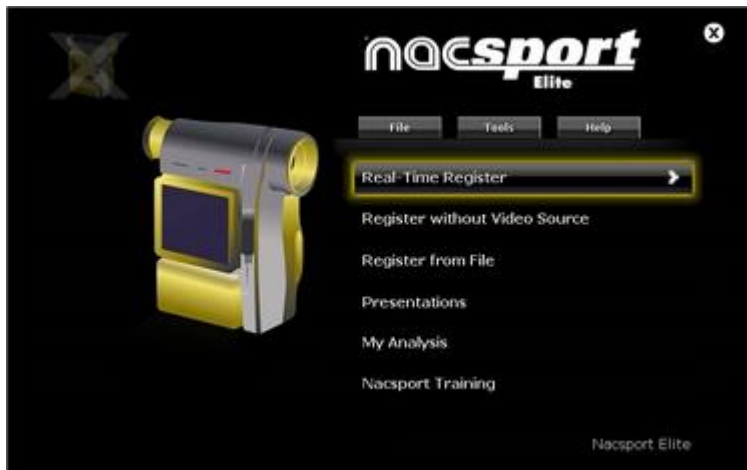 nacsport
Elite
File Tools Help
Real-Time Register
Register without Video Source
Register from File
Presentations
My Analysis
Nacsport Training
Nacsport Elite